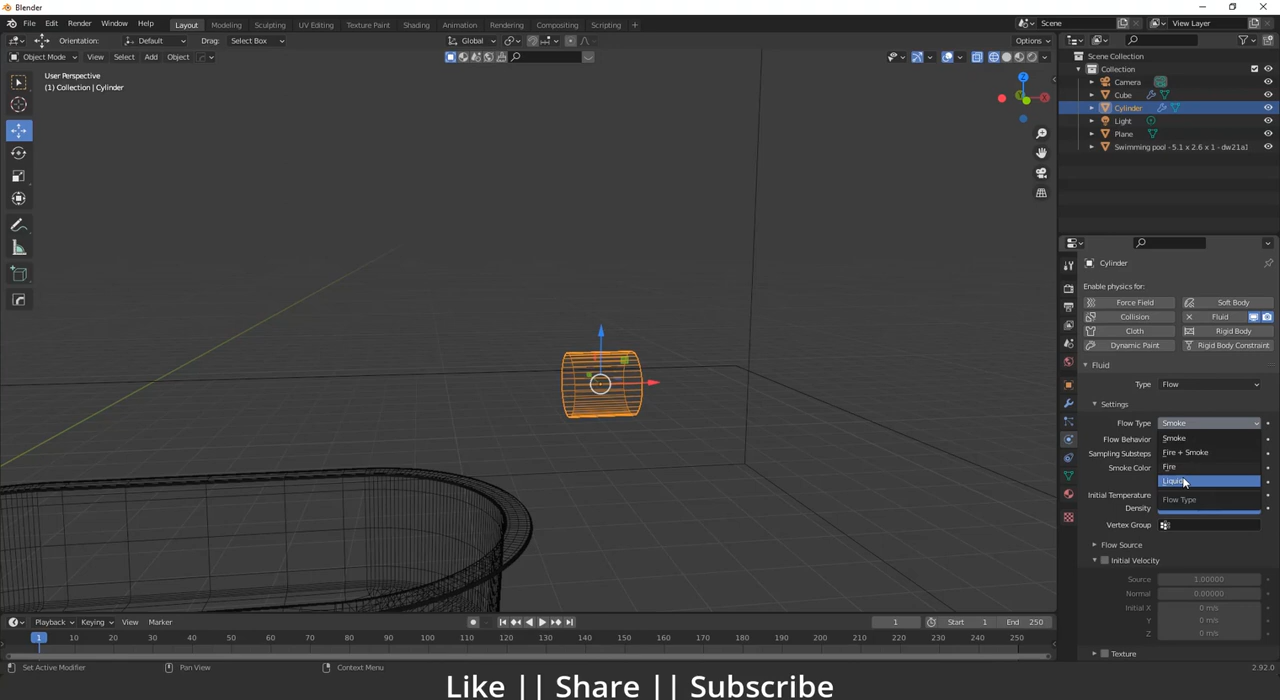 Blender
File Edit Render Window Help Layout Modeling Sculpting UV Editing Texture Paint Shading Animation Rendering Compositing Scripting + Scene View Layer
Orientation: Default Drag: Select Box Global Options
Object Mode View Select Add Object
User Perspective
(1) Collection | Cylinder
Z
Y
X
Scene Collection
Collection
Camera
Cube
Cylinder
Light
Plane
Swimming pool - 5.1 x 2.6 x 1 - dw21a1
Cylinder
Enable physics for:
Force Field Soft Body
Collision Fluid
Cloth Rigid Body
Dynamic Paint Rigid Body Constraint
Fluid
Type Flow
Settings
Flow Type Smoke
Flow Behavior Smoke
Sampling Substeps Fire + Smoke
Smoke Color Fire
Liquid
Initial Temperature Flow Type
Density
Vertex Group
Flow Source
Initial Velocity
Source 1.00000
Normal 0.00000
Initial X 0 m/s
Y 0 m/s
Z 0 m/s
Texture
Playback Keying View Marker 1 Start 1 End 250
1 10 20 30 40 50 60 70 80 90 100 110 120 130 140 150 160 170 180 190 200 210 220 230 240 250
Set Active Modifier Pan View Context Menu 2.92.0
Like || Share || Subscribe